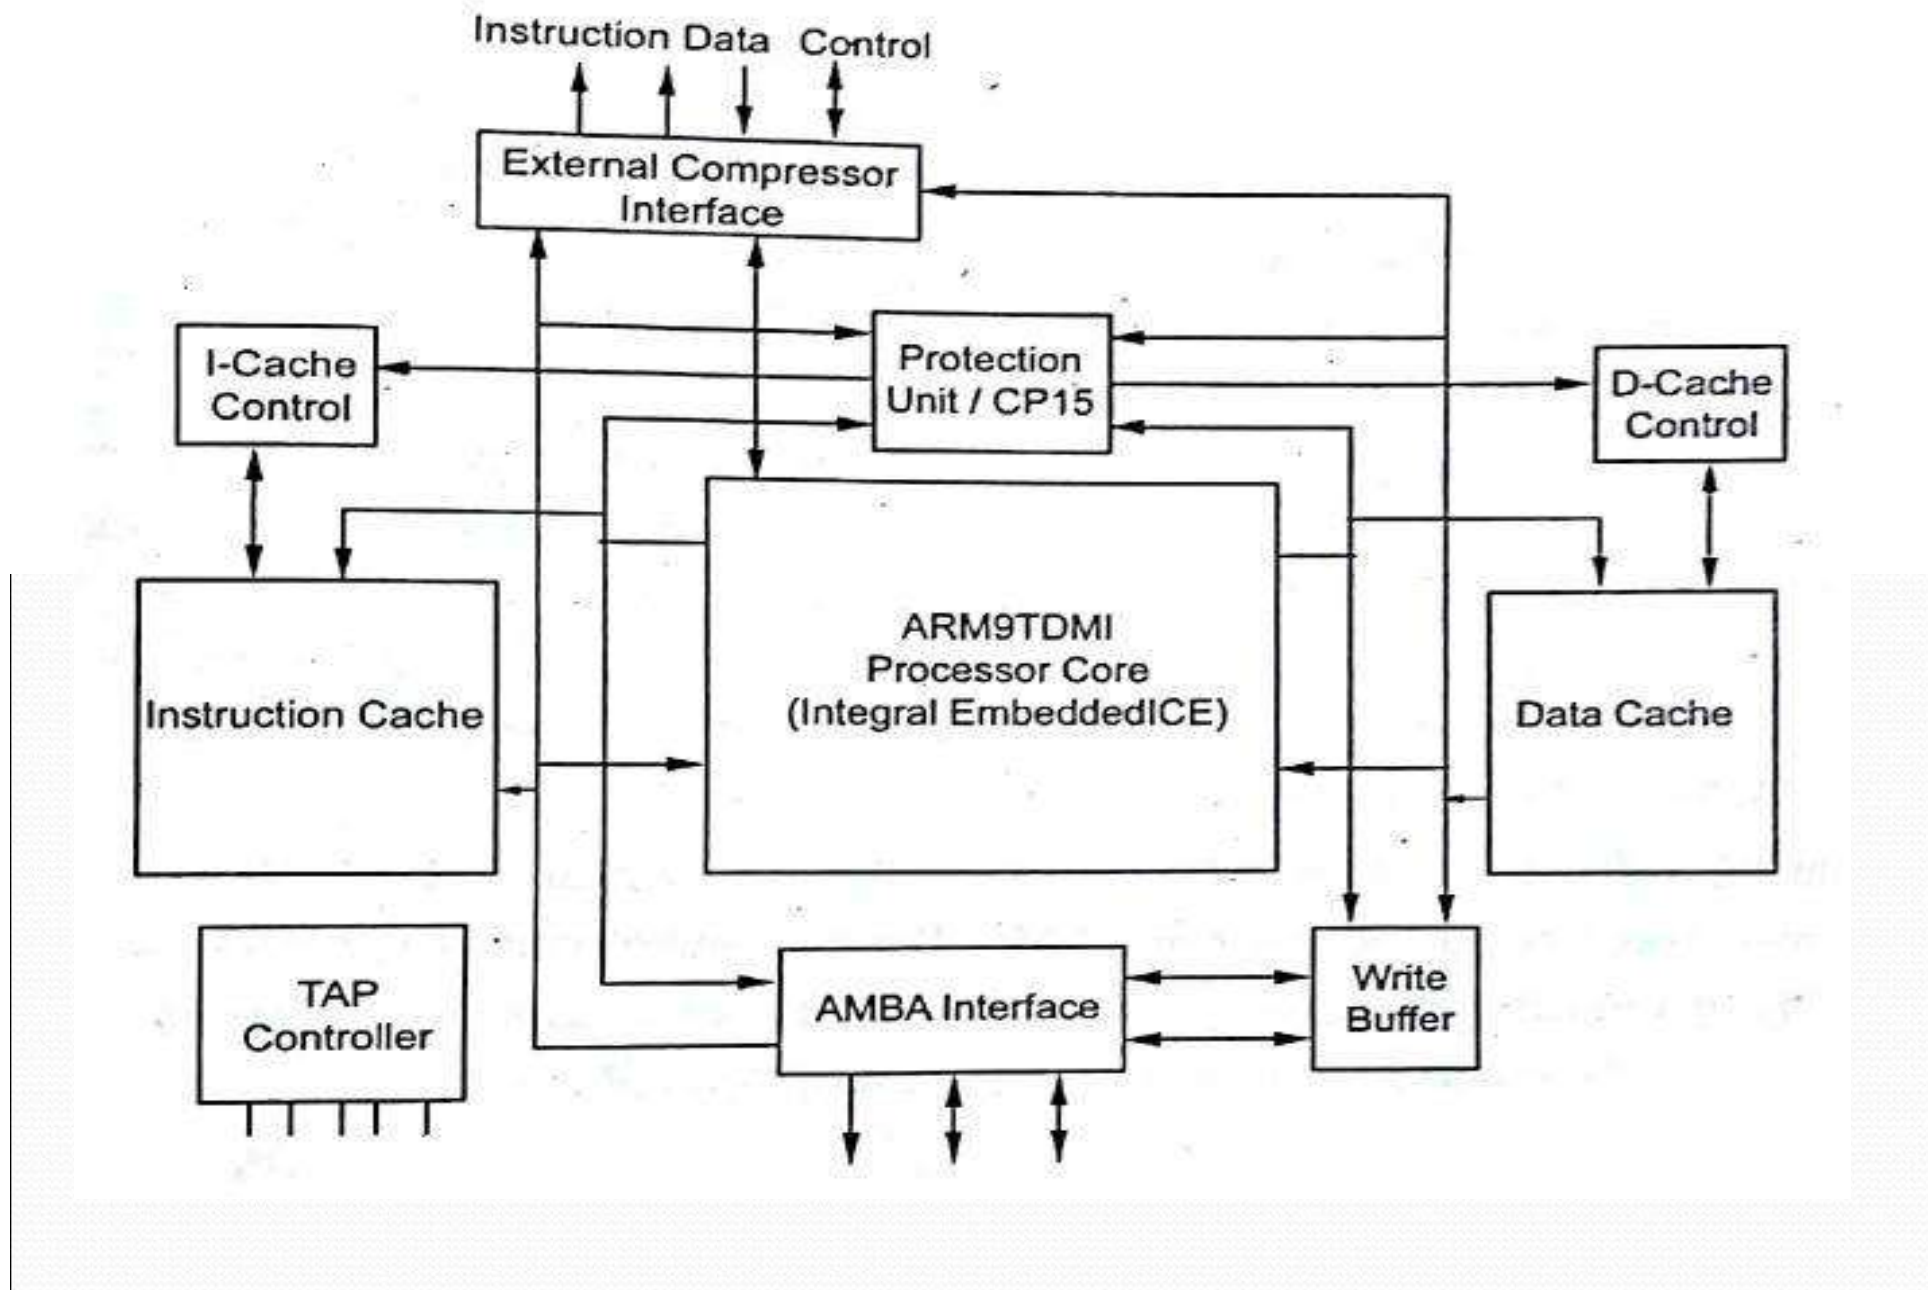 Instruction Data Control
External Compressor
Interface
I-Cache
Control
Protection
Unit / CP15
D-Cache
Control
ARM9TDMI
Processor Core
(Integral EmbeddedICE)
Instruction Cache
Data Cache
TAP
Controller
AMBA Interface
Write
Buffer